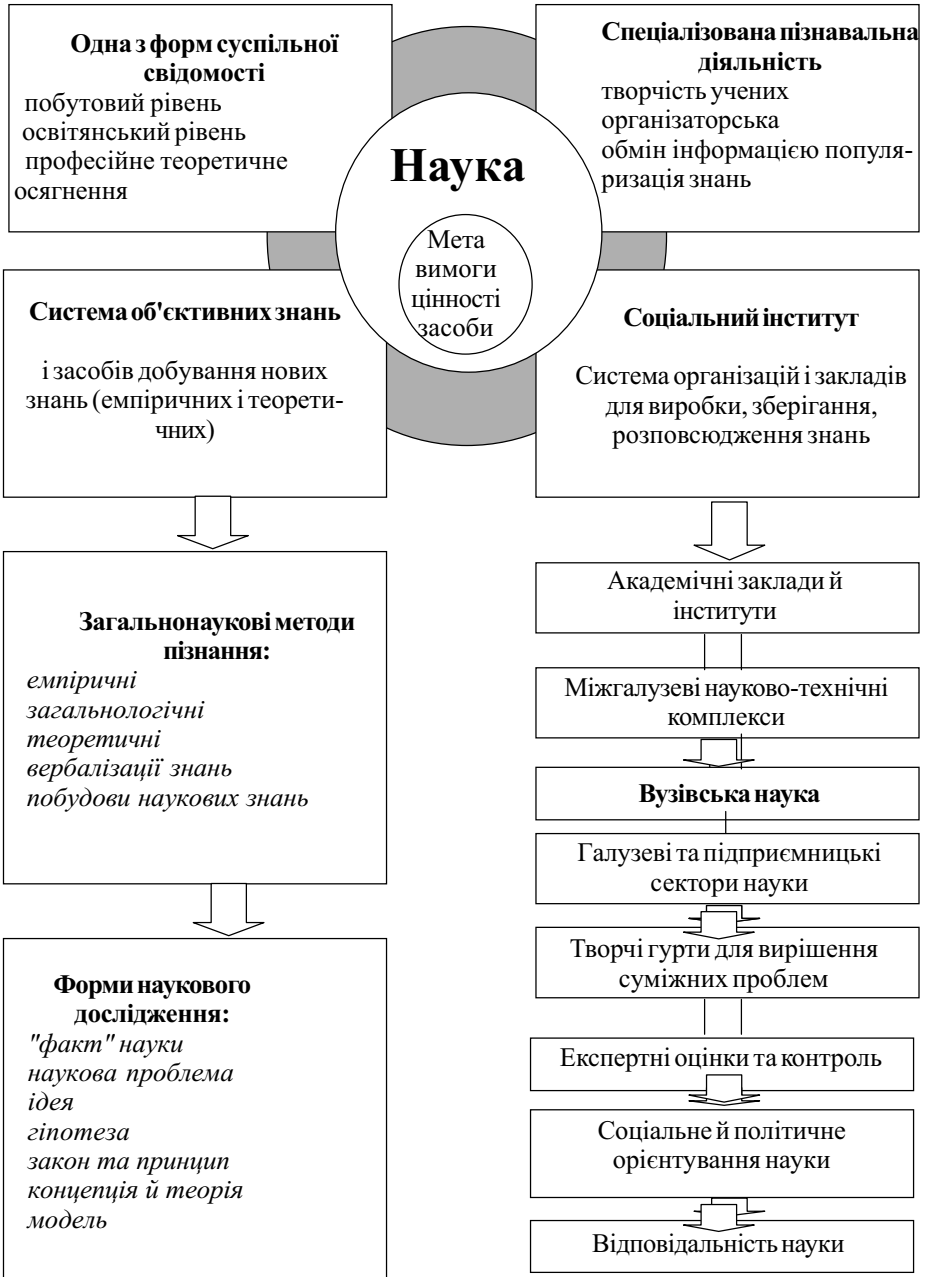 Одна з форм суспільної
свідомості
побутовий рівень
освітянський рівень
професійне теоретичне
осягнення
Спеціалізована пізнавальна
діяльність
творчість учених
організаторська
обмін інформацією популя-
ризація знань
Наука
Мета
вимоги
цінності
засоби
Система об'єктивних знань
і засобів добування нових
знань (емпіричних і теорети-
чних)
Соціальний інститут
Система організацій і закладів
для виробки, зберігання,
розповсюдження знань
Загальнонаукові методи
пізнання:
емпіричні
загальнологічні
теоретичні
вербалізації знань
побудови наукових знань
Форми наукового
дослідження:
"факт" науки
наукова проблема
ідея
гіпотеза
закон та принцип
концепція й теорія
модель
Академічні заклади й
інститути
Міжгалузеві науково-технічні
комплекси
Вузівська наука
Галузеві та підприємницькі
сектори науки
Творчі гурти для вирішення
суміжних проблем
Експертні оцінки та контроль
Соціальне й політичне
орієнтування науки
Відповідальність науки